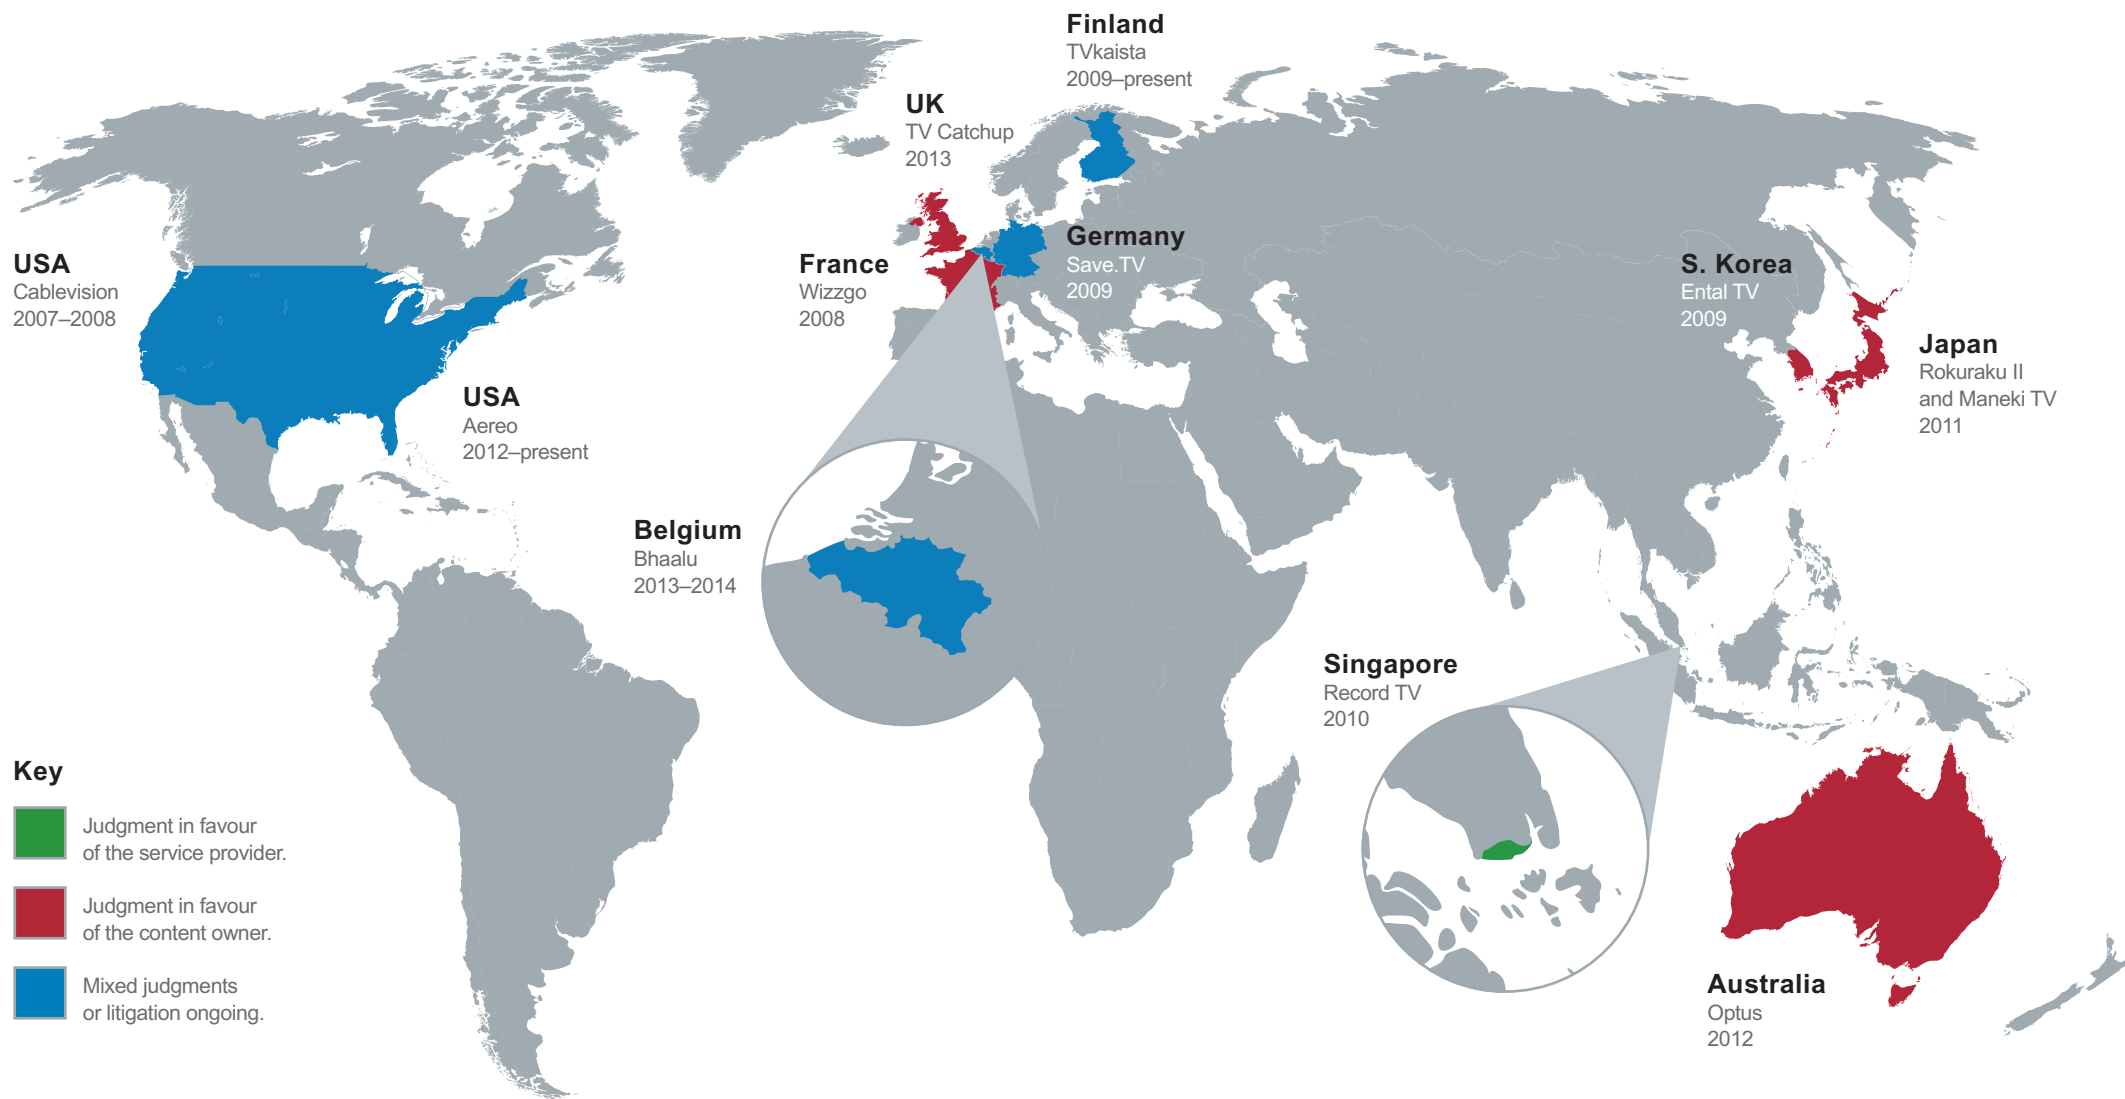 Finland
TVkaista
2009–present
UK
TV Catchup
2013
USA
Cablevision
2007–2008
France
Wizzgo
2008
Germany
Save.TV
2009
S. Korea
Ental TV
2009
Japan
Rokuraku II
and Maneki TV
2011
USA
Aereo
2012–present
Belgium
Bhaalu
2013–2014
Singapore
Record TV
2010
Key
Judgment in favour
of the service provider.
Judgment in favour
of the content owner.
Mixed judgments
or litigation ongoing.
Australia
Optus
2012